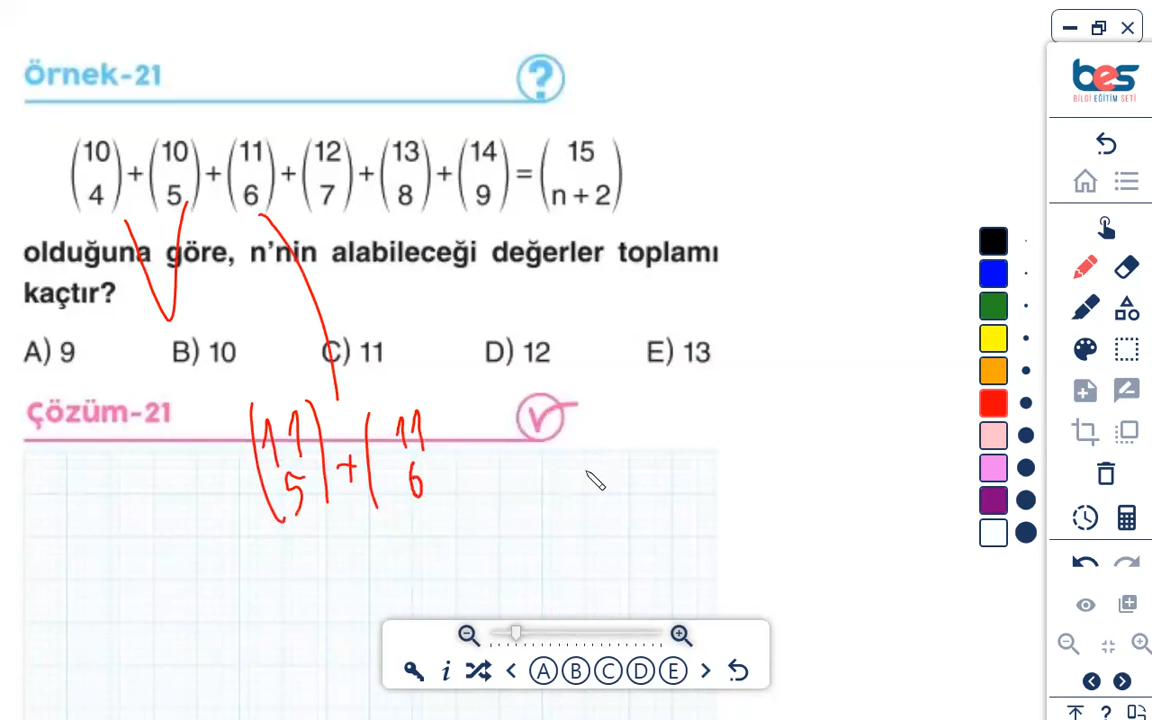 Örnek-21
?
(10 4) + (10 5) + (11 6) + (12 7) + (13 8) + (14 9) = (15 n + 2)
olduğuna göre, n'nin alabileceği değerler toplamı
kaçtır?
A) 9 B) 10 C) 11 D) 12 E) 13
Çözüm-21
(11 5) + (11 6
bes
BİLGİ EĞİTİM SETİ
i A B C D E
?